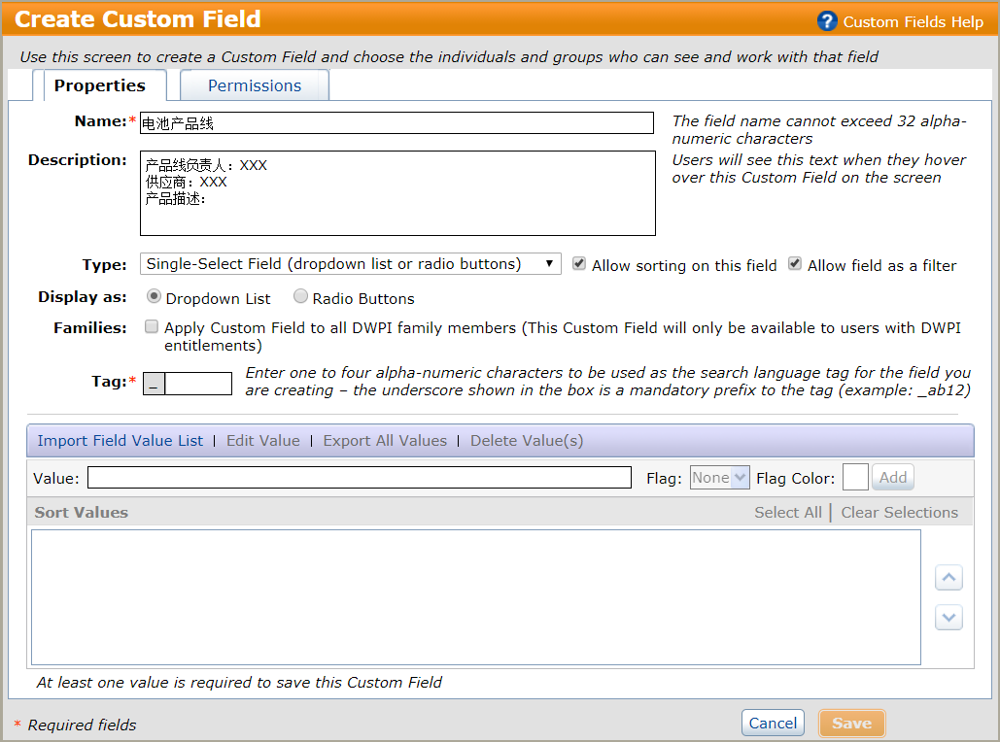 Create Custom Field
? Custom Fields Help
Use this screen to create a Custom Field and choose the individuals and groups who can see and work with that field
Properties Permissions
Name:* 电池产品线
The field name cannot exceed 32 alpha-
numeric characters
Description: 产品线负责人：XXX
供应商：XXX
产品描述：
Users will see this text when they hover
over this Custom Field on the screen
Type: Single-Select Field (dropdown list or radio buttons) Allow sorting on this field Allow field as a filter
Display as: Dropdown List Radio Buttons
Families: Apply Custom Field to all DWPI family members (This Custom Field will only be available to users with DWPI
entitlements)
Tag:* _ Enter one to four alpha-numeric characters to be used as the search language tag for the field you
are creating – the underscore shown in the box is a mandatory prefix to the tag (example: _ab12)
Import Field Value List | Edit Value | Export All Values | Delete Value(s)
Value: Flag: None Flag Color: Add
Sort Values Select All | Clear Selections
At least one value is required to save this Custom Field
* Required fields Cancel Save